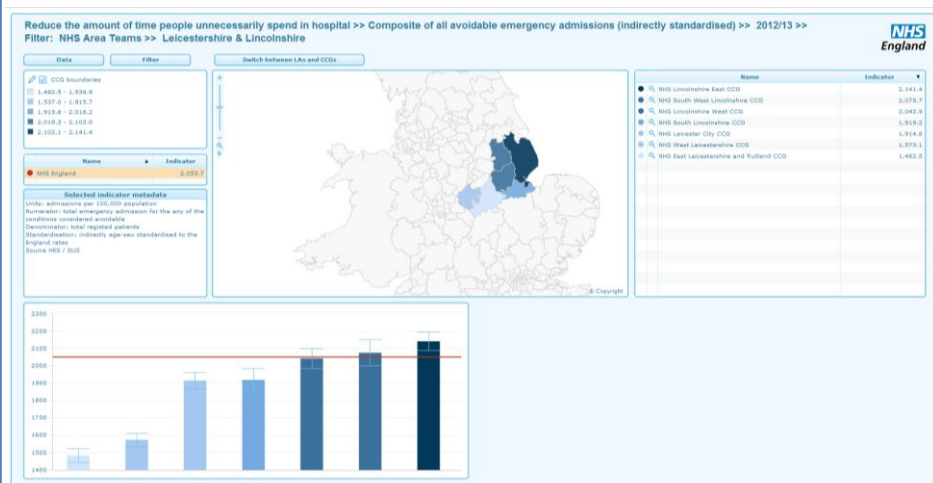 Reduce the amount of time people unnecessarily spend in hospital >> Composite of all avoidable emergency admissions (indirectly standardised) >> 2012/13 >>
Filter: NHS Area Teams >> Leicestershire & Lincolnshire
NHS
England
Data
Filter
Switch between LAs and CCGs
CCG boundaries
1,462.5 - 1,536.9
1,537.0 - 1,915.7
1,915.8 - 2,018.2
2,018.3 - 2,102.0
2,102.1 - 2,141.4
Name
Indicator
NHS England
2,053.7
Selected indicator metadata
Units: admissions per 100,000 population
Numerator: total emergency admission for the any of the
conditions considered avoidable
Denominator: total registed patients
Standardisation: indirectly age-sex standardised to the
England rates
Source HES / SUS
© Copyright
Name
Indicator
NHS Lincolnshire East CCG 2,141.4
NHS South West Lincolnshire CCG 2,075.7
NHS Lincolnshire West CCG 2,042.9
NHS South Lincolnshire CCG 1,919.2
NHS Leicester City CCG 1,914.8
NHS West Leicestershire CCG 1,573.1
NHS East Leicestershire and Rutland CCG 1,482.5
2300
2200
2100
2000
1900
1800
1700
1600
1500
1400